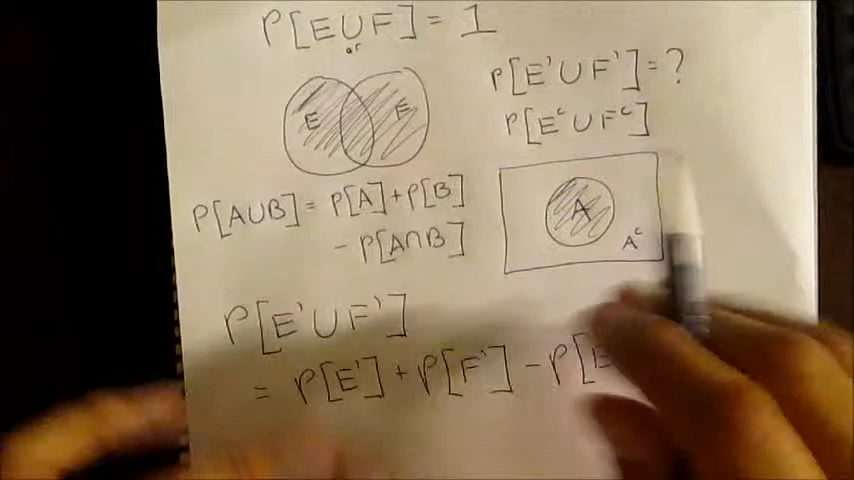 P[E∪F] = 1
or
P[E'∪F'] = ?
P[Eᶜ∪Fᶜ]
E E
P[A∪B] = P[A]+P[B]
- P[A∩B]
A
Aᶜ
P[E'∪F']
= P[E'] + P[F'] - P[E